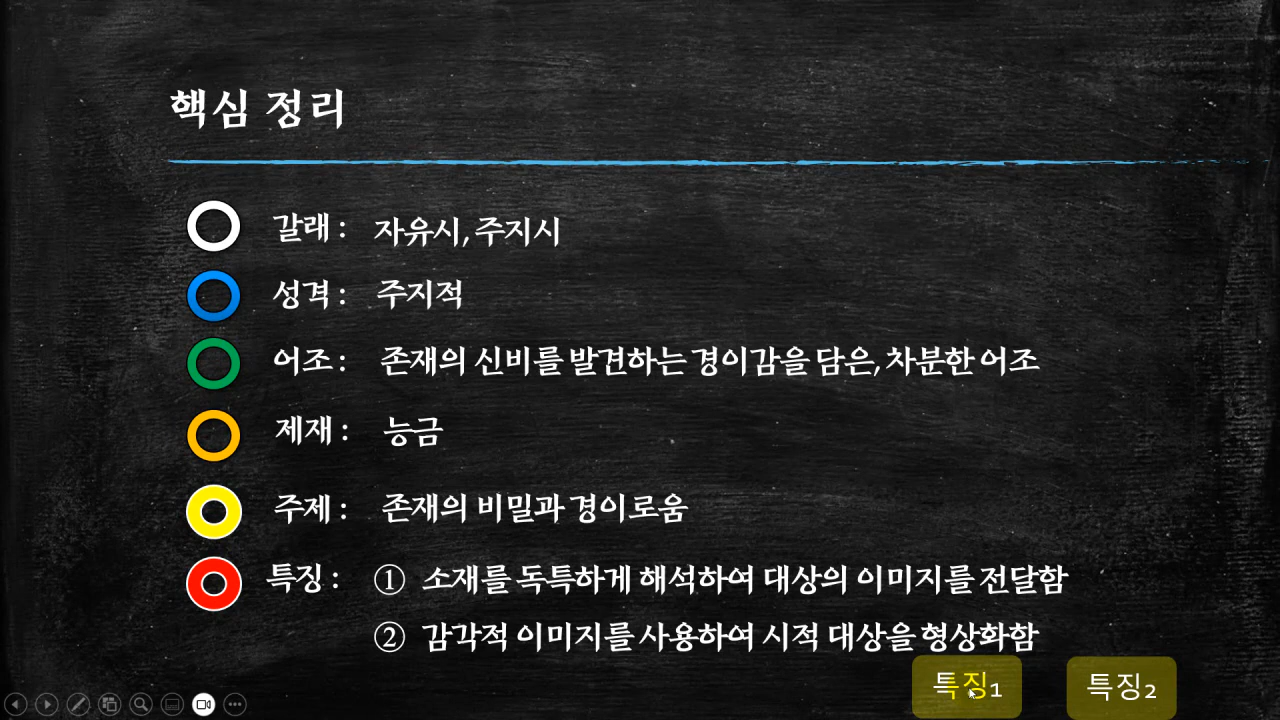 핵심 정리
갈래 : 자유시, 주지시
성격 : 주지적
어조 : 존재의 신비를 발견하는 경이감을 담은, 차분한 어조
제재 : 능금
주제 : 존재의 비밀과 경이로움
특징 : ① 소재를 독특하게 해석하여 대상의 이미지를 전달함
② 감각적 이미지를 사용하여 시적 대상을 형상화함
특징1 특징2